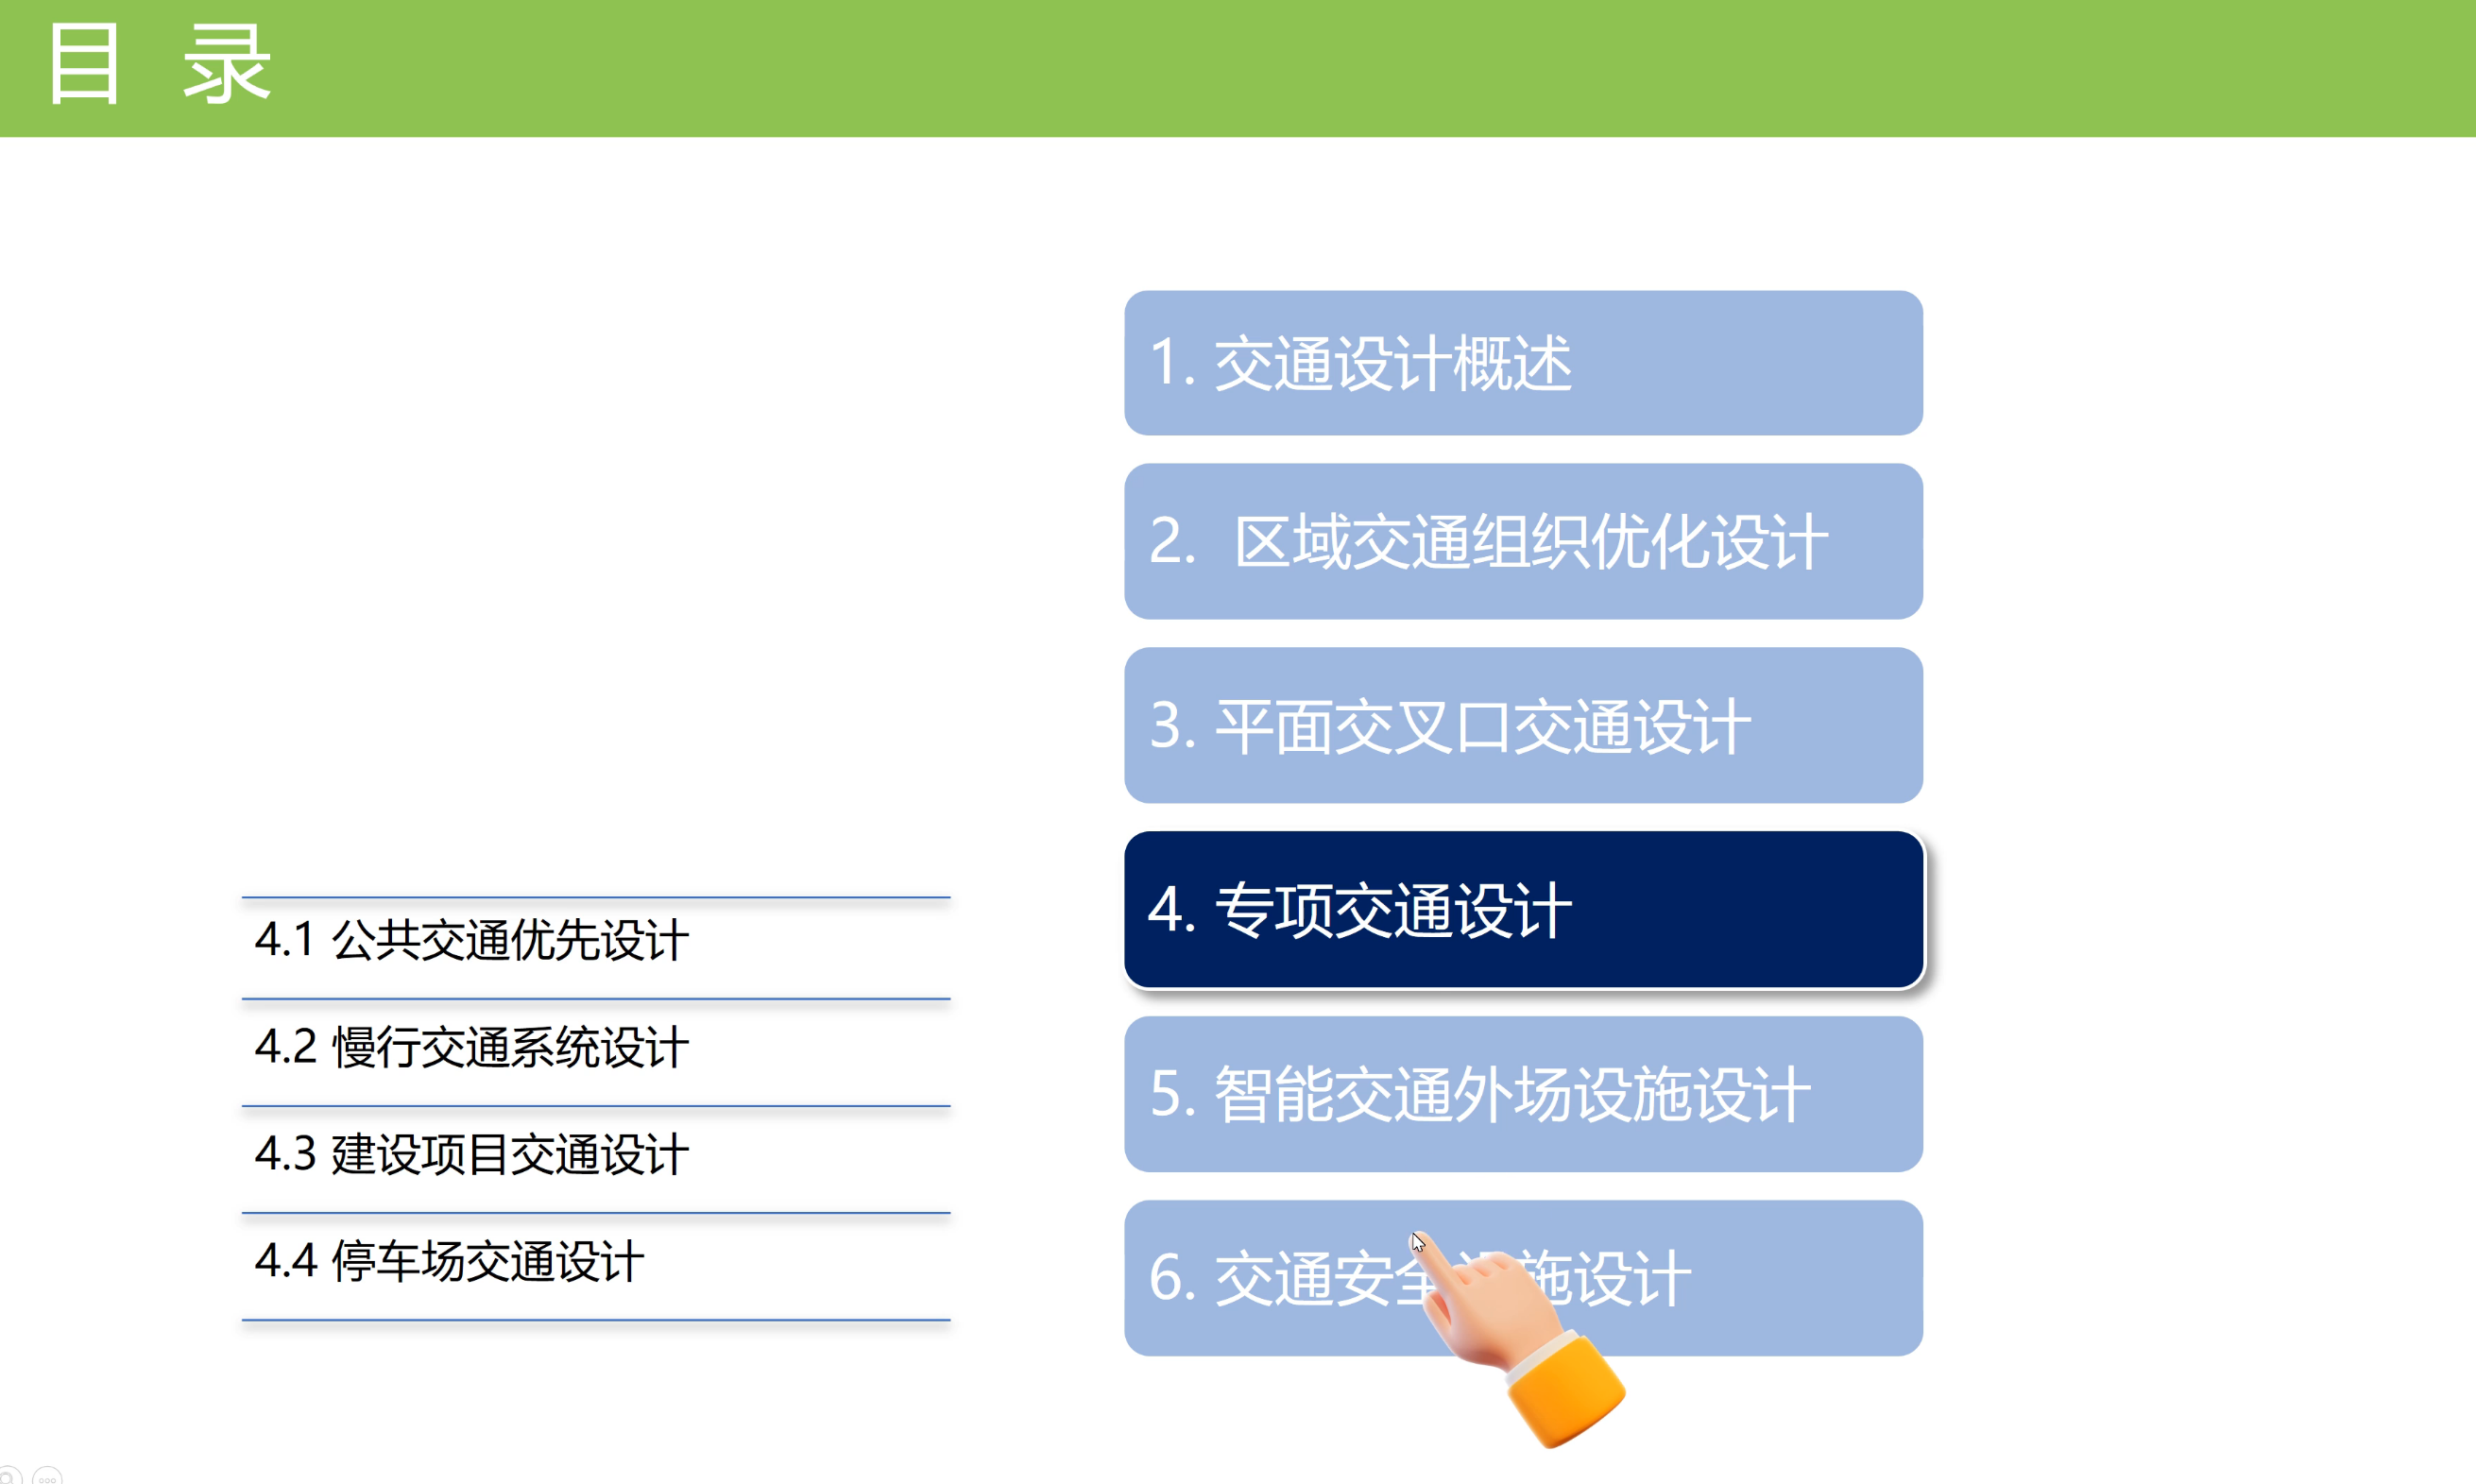 目 录
1. 交通设计概述
2. 区域交通组织优化设计
3. 平面交叉口交通设计
4. 专项交通设计
4.1 公共交通优先设计
4.2 慢行交通系统设计
4.3 建设项目交通设计
4.4 停车场交通设计
5. 智能交通外场设施设计
6. 交通安全设施设计